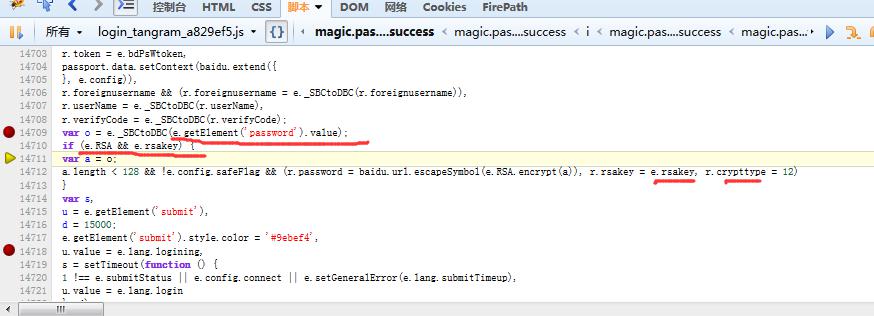 控制台 HTML CSS 脚本 DOM 网络 Cookies FirePath
所有 login_tangram_a829ef5.js {} magic.pas....success magic.pas....success i magic.pas....success magic.pas...
14703 r.token = e.bdPsWtoken,
14704 passport.data.setContext(baidu.extend({
14705 }, e.config)),
14706 r.foreignusername && (r.foreignusername = e._SBCtoDBC(r.foreignusername)),
14707 r.userName = e._SBCtoDBC(r.userName),
14708 r.verifyCode = e._SBCtoDBC(r.verifyCode);
14709 var o = e._SBCtoDBC(e.getElement('password').value);
14710 if (e.RSA && e.rsakey) {
14711 var a = o;
14712 a.length < 128 && !e.config.safeFlag && (r.password = baidu.url.escapeSymbol(e.RSA.encrypt(a)), r.rsakey = e.rsakey, r.crypttype = 12)
14713 }
14714 var s,
14715 u = e.getElement('submit'),
14716 d = 15000;
14717 e.getElement('submit').style.color = '#9ebef4',
14718 u.value = e.lang.logining,
14719 s = setTimeout(function () {
14720 1 !== e.submitStatus || e.config.connect || e.setGeneralError(e.lang.submitTimeup),
14721 u.value = e.lang.login